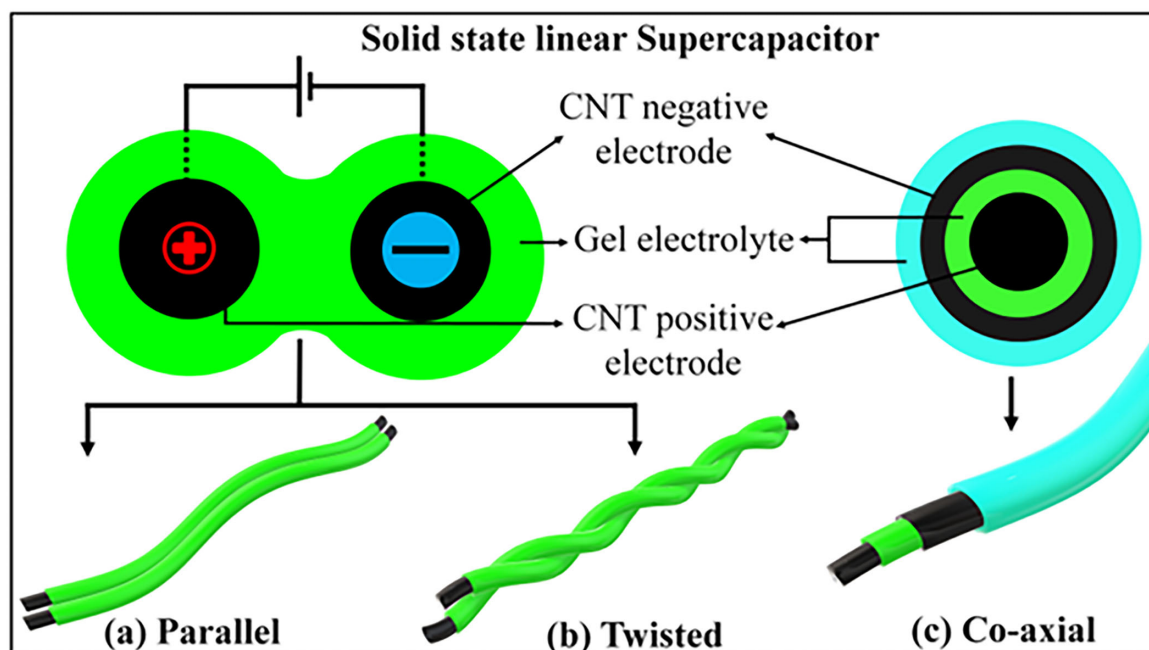 Solid state linear Supercapacitor
CNT negative
electrode
Gel electrolyte
CNT positive
electrode
(a) Parallel
(b) Twisted
(c) Co-axial